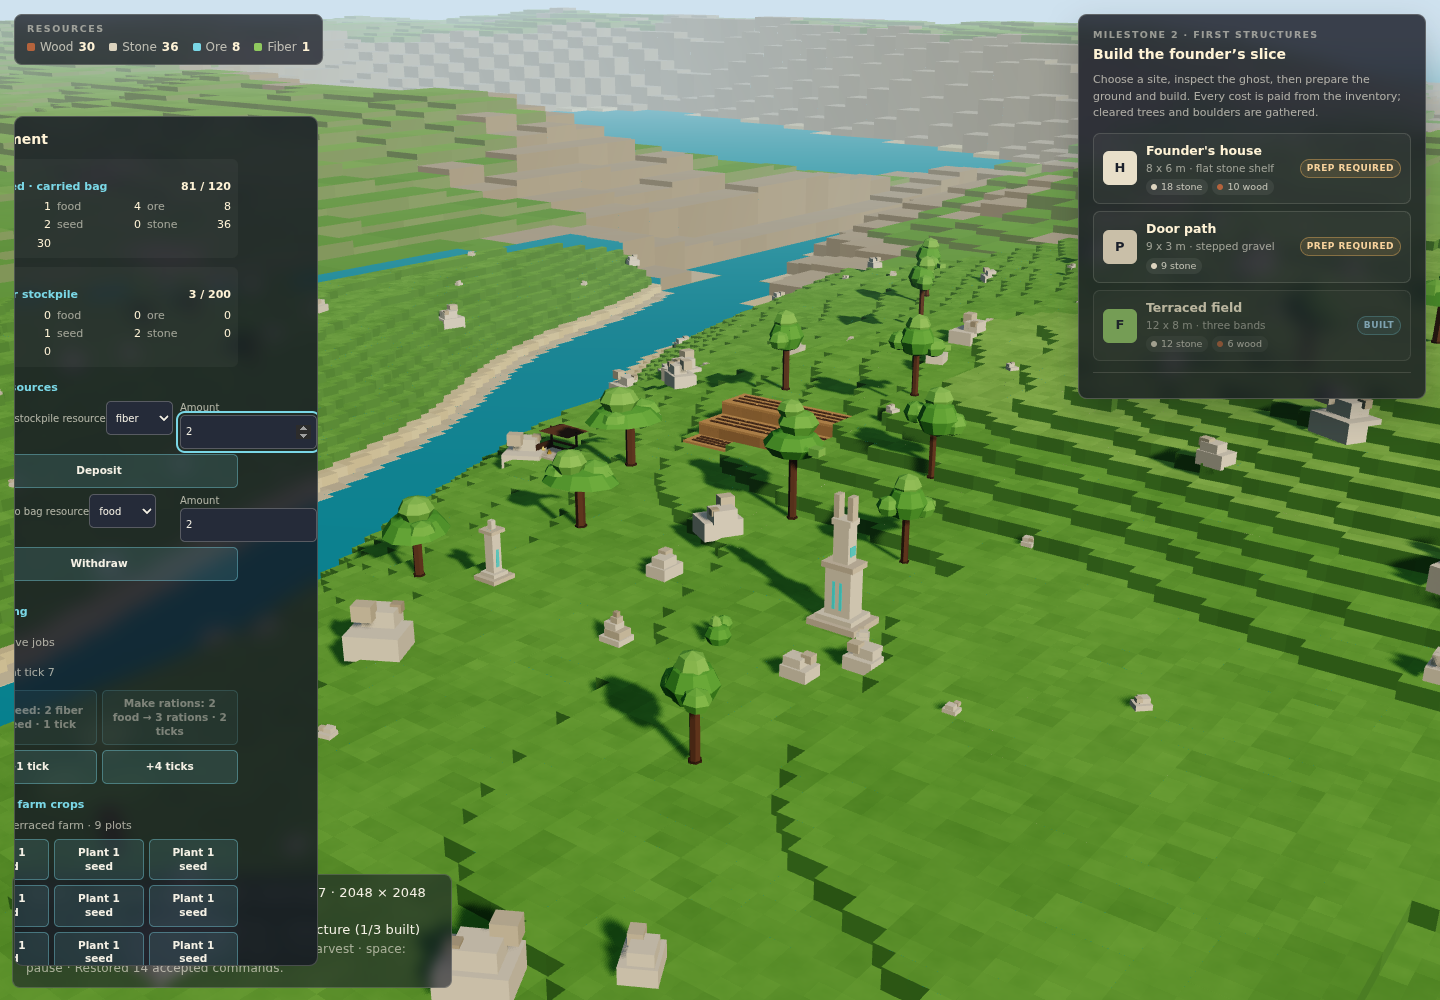 RESOURCES
Wood 30 Stone 36 Ore 8 Fiber 1
81 / 120
· carried bag
1 food 4 ore 8
2 seed 0 stone 36
30
stockpile 3 / 200
0 food 0 ore 0
1 seed 2 stone 0
0
stockpile resource fiber Amount
2
Deposit
bag resource food Amount
2
Withdraw
jobs
tick 7
2 fiber
· 1 tick
Make rations: 2
food → 3 rations · 2
ticks
1 tick +4 ticks
farm crops
farm · 9 plots
1 Plant 1 Plant 1
seed seed
1 Plant 1 Plant 1
seed seed
1 Plant 1 Plant 1
seed seed
7 · 2048 × 2048
(1/3 built)
· space:
pause · Restored 14 accepted commands.
MILESTONE 2 · FIRST STRUCTURES
Build the founder’s slice
Choose a site, inspect the ghost, then prepare the
ground and build. Every cost is paid from the inventory;
cleared trees and boulders are gathered.
H Founder's house
8 x 6 m · flat stone shelf PREP REQUIRED
18 stone 10 wood
P Door path
9 x 3 m · stepped gravel PREP REQUIRED
9 stone
F Terraced field
12 x 8 m · three bands BUILT
12 stone 6 wood